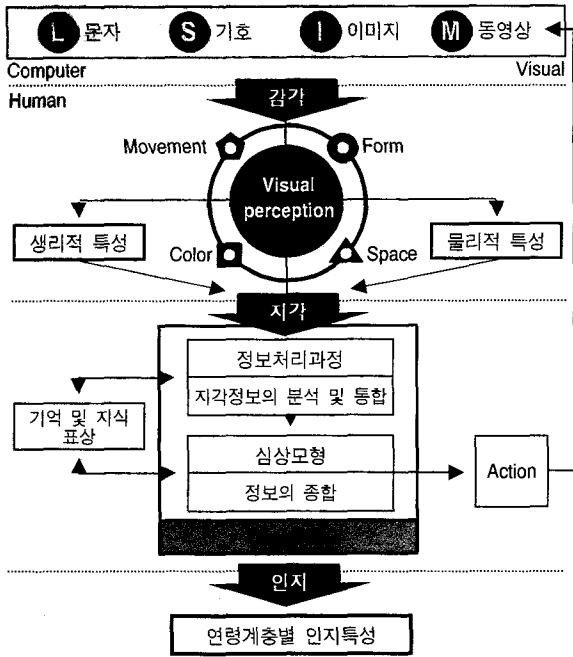 L 문자 S 기호 I 이미지 M 동영상
Computer Visual
Human
감각
Movement Form
Visual
perception
생리적 특성 물리적 특성
Color Space
지각
정보처리과정
지각정보의 분석 및 통합
기억 및 지식
표상
심상모형
정보의 종합
Action
인지
연령계층별 인지특성